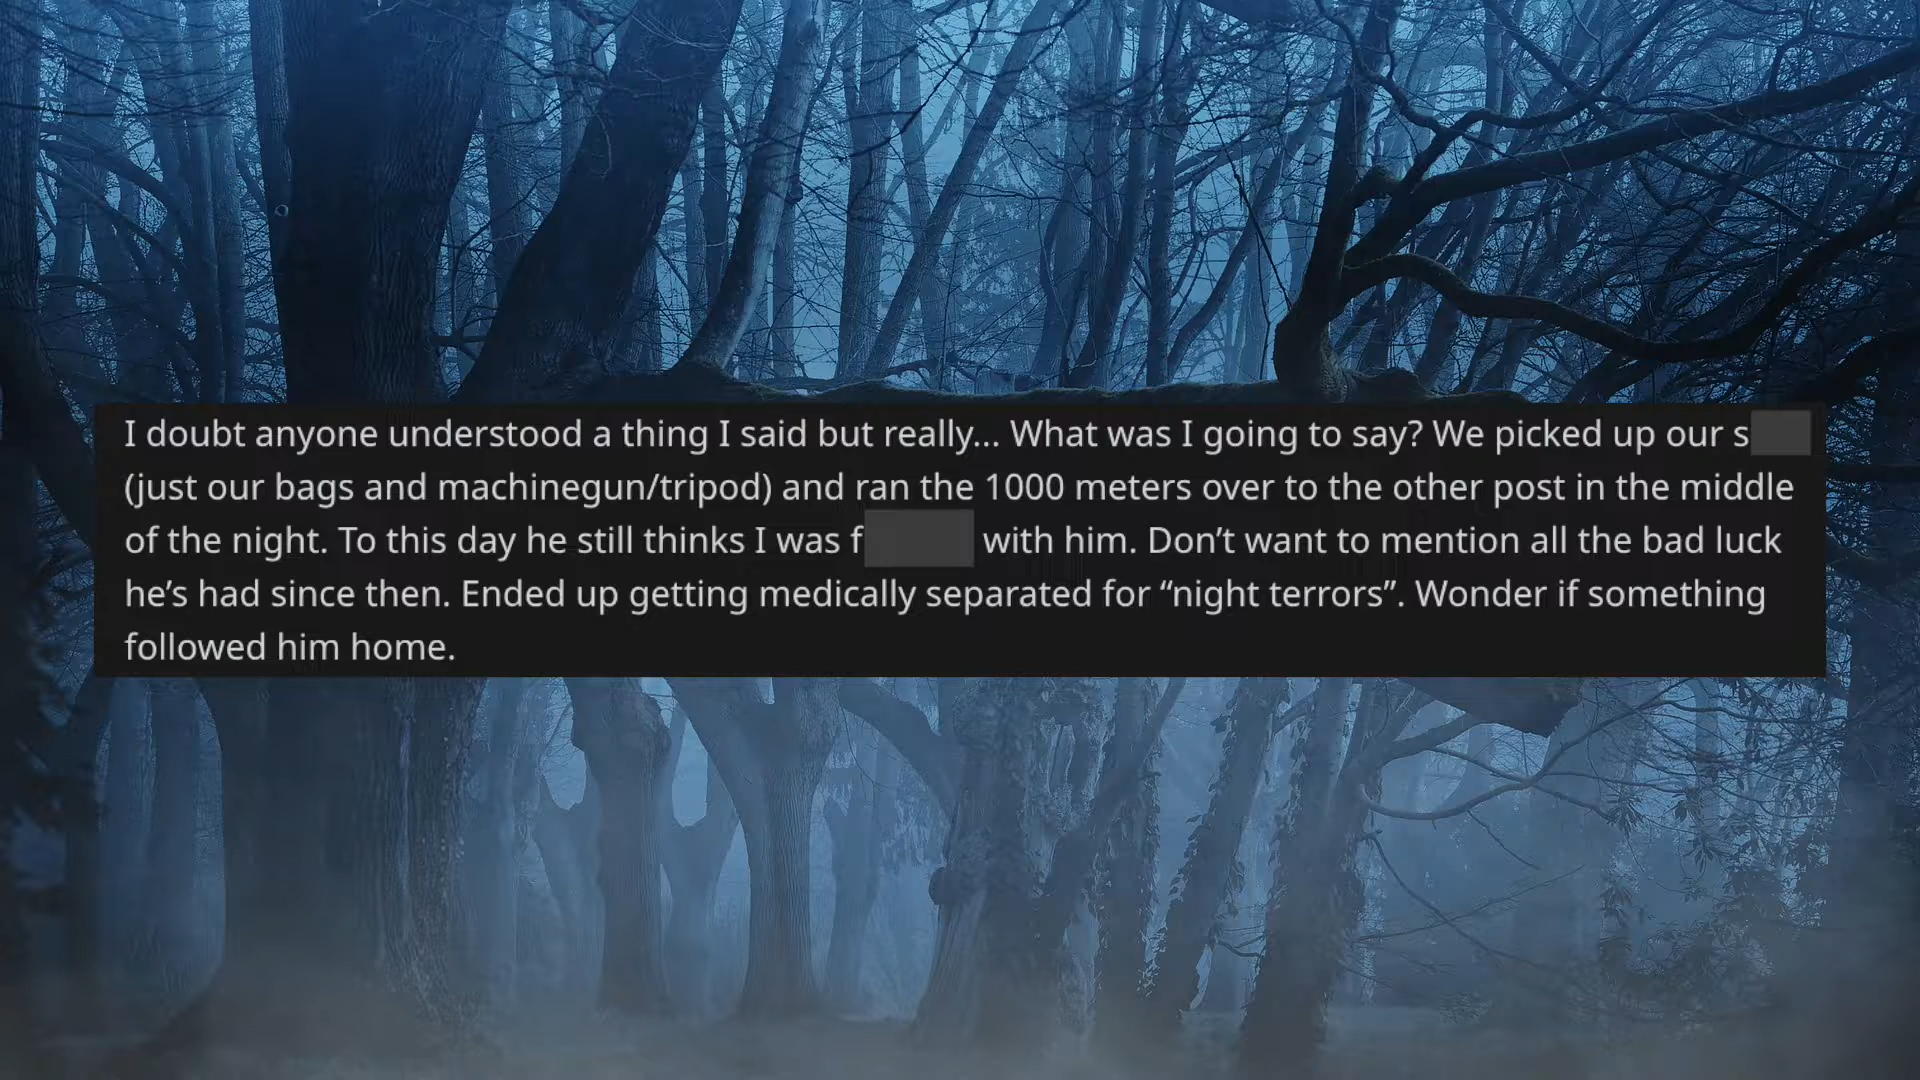 I doubt anyone understood a thing I said but really... What was I going to say? We picked up our s
(just our bags and machinegun/tripod) and ran the 1000 meters over to the other post in the middle
of the night. To this day he still thinks I was f with him. Don’t want to mention all the bad luck
he’s had since then. Ended up getting medically separated for “night terrors”. Wonder if something
followed him home.